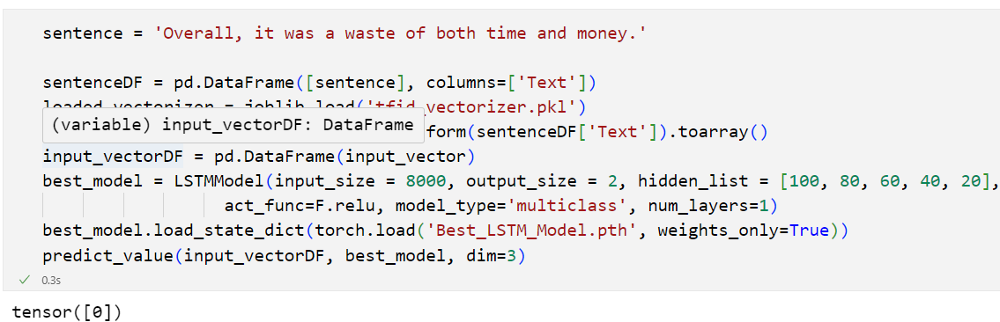 sentence = 'Overall, it was a waste of both time and money.'
sentenceDF = pd.DataFrame([sentence], columns=['Text'])
loaded_vectorizer = joblib.load('tfid_vectorizer.pkl')
(variable) input_vectorDF: DataFrame
form(sentenceDF['Text']).toarray()
input_vectorDF = pd.DataFrame(input_vector)
best_model = LSTMModel(input_size = 8000, output_size = 2, hidden_list = [100, 80, 60, 40, 20],
act_func=F.relu, model_type='multiclass', num_layers=1)
best_model.load_state_dict(torch.load('Best_LSTM_Model.pth', weights_only=True))
predict_value(input_vectorDF, best_model, dim=3)
0.3s
tensor([0])